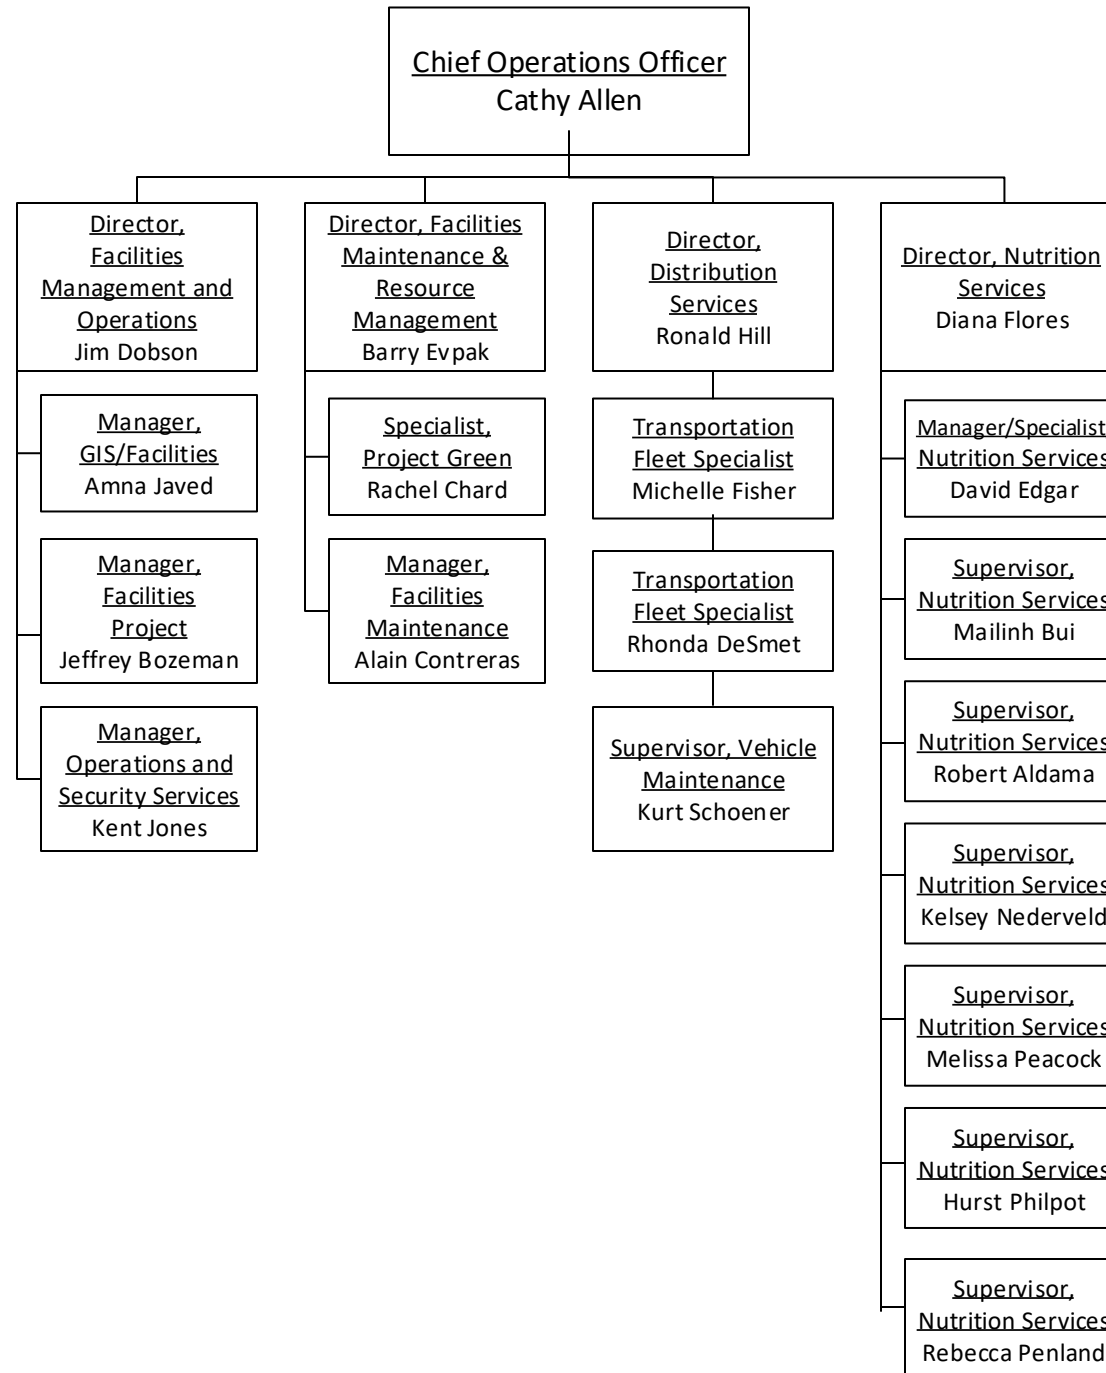 Chief Operations Officer
Cathy Allen
Director,
Facilities
Management and
Operations
Jim Dobson
Manager,
GIS/Facilities
Amna Javed
Manager,
Facilities
Project
Jeffrey Bozeman
Manager,
Operations and
Security Services
Kent Jones
Director, Facilities
Maintenance &
Resource
Management
Barry Evpak
Specialist,
Project Green
Rachel Chard
Manager,
Facilities
Maintenance
Alain Contreras
Director,
Distribution
Services
Ronald Hill
Transportation
Fleet Specialist
Michelle Fisher
Transportation
Fleet Specialist
Rhonda DeSmet
Supervisor, Vehicle
Maintenance
Kurt Schoener
Director, Nutrition
Services
Diana Flores
Manager/Specialist
Nutrition Services
David Edgar
Supervisor,
Nutrition Services
Mailinh Bui
Supervisor,
Nutrition Services
Robert Aldama
Supervisor,
Nutrition Services
Kelsey Nederveld
Supervisor,
Nutrition Services
Melissa Peacock
Supervisor,
Nutrition Services
Hurst Philpot
Supervisor,
Nutrition Services
Rebecca Penland